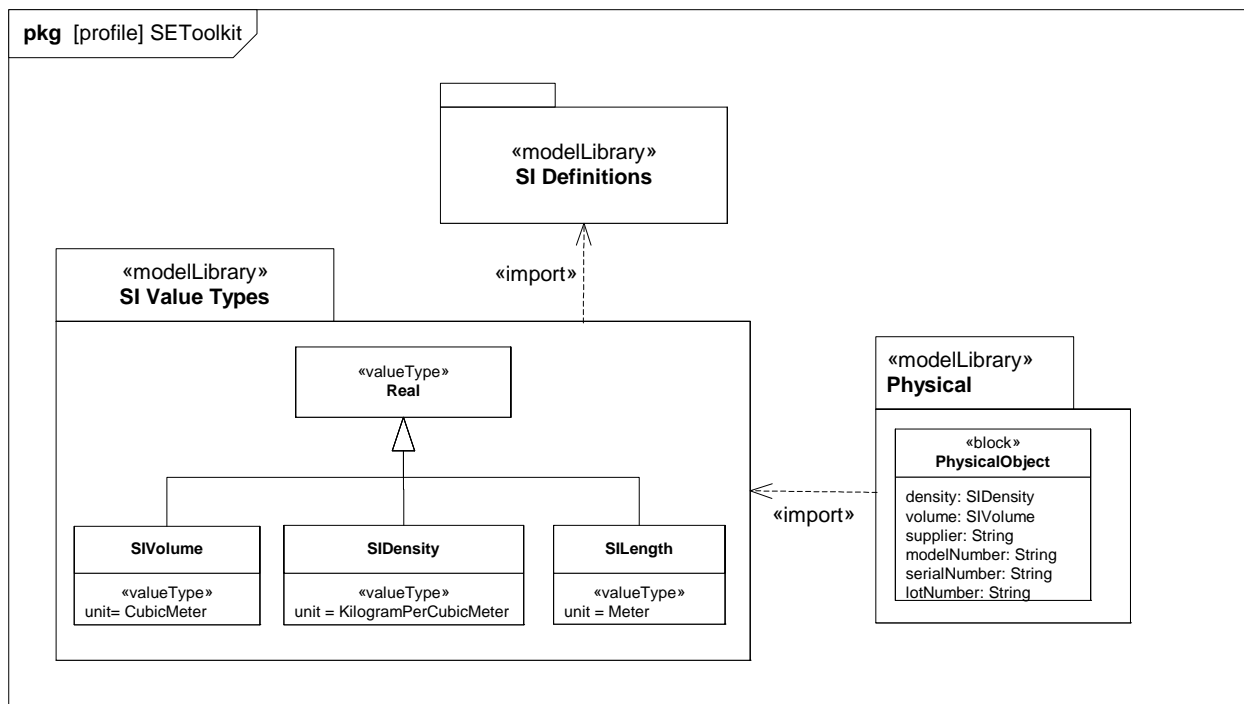 pkg [profile] SEToolkit
«modelLibrary»
SI Definitions
«import»
«modelLibrary»
SI Value Types
«valueType»
Real
SIVolume
«valueType»
unit= CubicMeter
SIDensity
«valueType»
unit = KilogramPerCubicMeter
SILength
«valueType»
unit = Meter
«import»
«modelLibrary»
Physical
«block»
PhysicalObject
density: SIDensity
volume: SIVolume
supplier: String
modelNumber: String
serialNumber: String
lotNumber: String